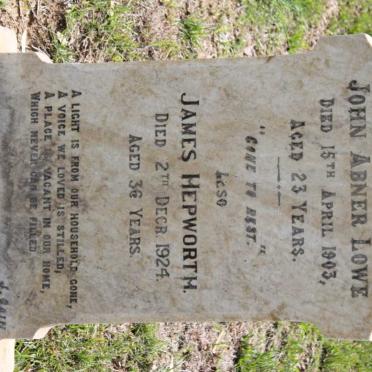 JOHN ABNER LOWE
DIED 15TH APRIL 1903,
AGED 23 YEARS.
"GONE TO REST."
ALSO
JAMES HEPWORTH.
DIED 2ND DECR 1924.
AGED 36 YEARS.
A LIGHT IS FROM OUR HOUSEHOLD GONE,
A VOICE WE LOVED IS STILLED,
A PLACE IS VACANT IN OUR HOME,
WHICH NEVER CAN BE FILLED.